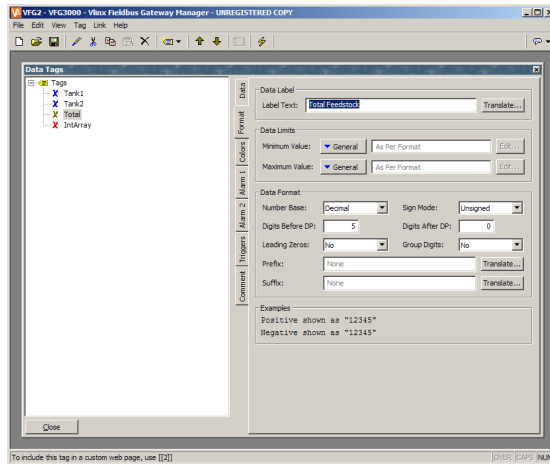 VFG2 - VFG3000 - Vlinx Fieldbus Gateway Manager - UNREGISTERED COPY
File Edit View Tag Link Help
Data Tags
Tags
Tank1
Tank2
Total
IntArray
Data
Format
Colors
Alarm 1
Alarm 2
Triggers
Comment
Data Label
Label Text: Total Feedstock Translate...
Data Limits
Minimum Value: General As Per Format Edit...
Maximum Value: General As Per Format Edit...
Data Format
Number Base: Decimal Sign Mode: Unsigned
Digits Before DP: 5 Digits After DP: 0
Leading Zeros: No Group Digits: No
Prefix: None Translate...
Suffix: None Translate...
Examples
Positive shown as "12345"
Negative shown as "12345"
Close
To include this tag in a custom web page, use [[2]] OVER CAPS NUM